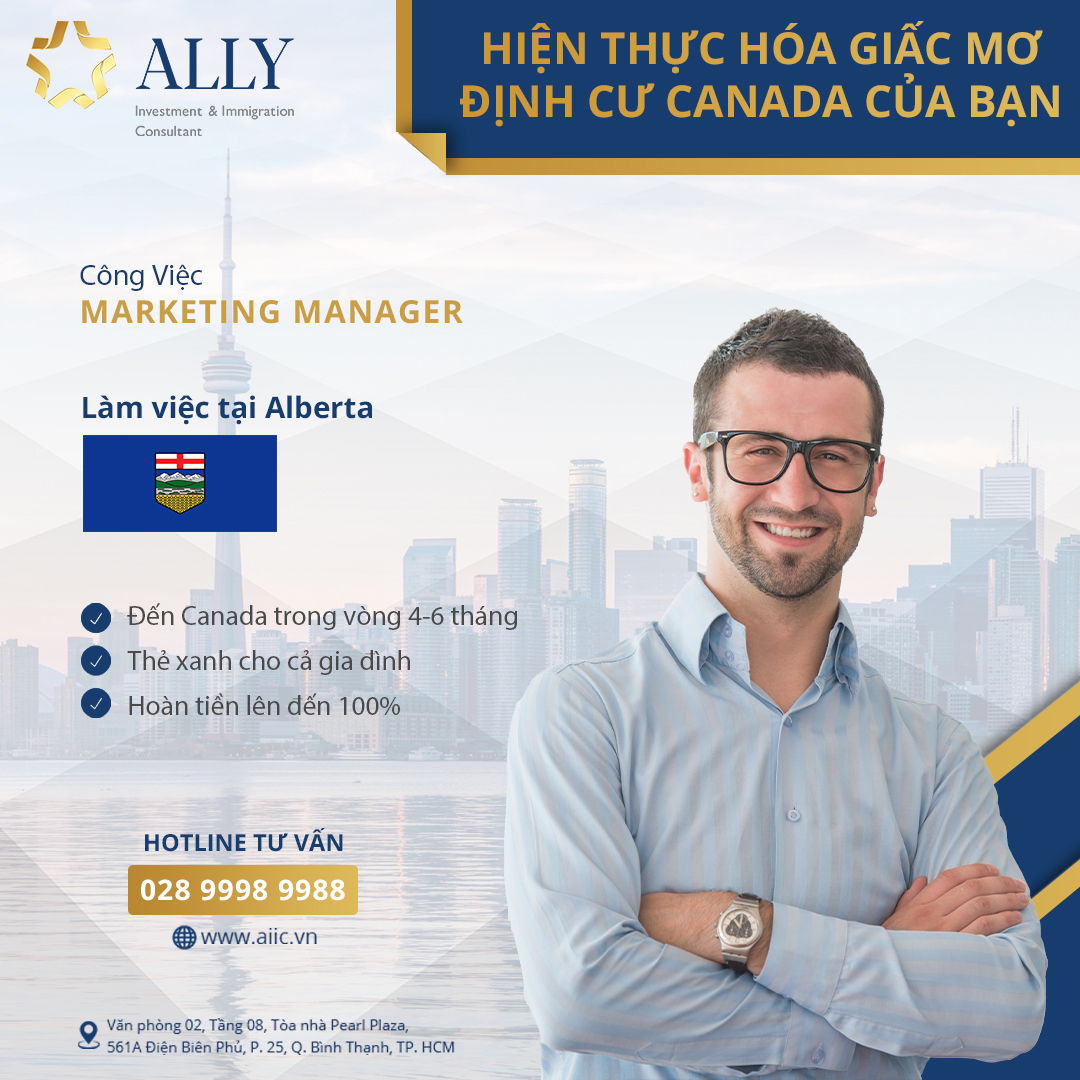 ALLY
Investment & Immigration
Consultant
HIỆN THỰC HÓA GIẤC MƠ
ĐỊNH CƯ CANADA CỦA BẠN
Công Việc
MARKETING MANAGER
Làm việc tại Alberta
Đến Canada trong vòng 4-6 tháng
Thẻ xanh cho cả gia đình
Hoàn tiền lên đến 100%
HOTLINE TƯ VẤN
028 9998 9988
www.aiic.vn
Văn phòng 02, Tầng 08, Tòa nhà Pearl Plaza,
561A Điện Biên Phủ, P. 25, Q. Bình Thạnh, TP. HCM